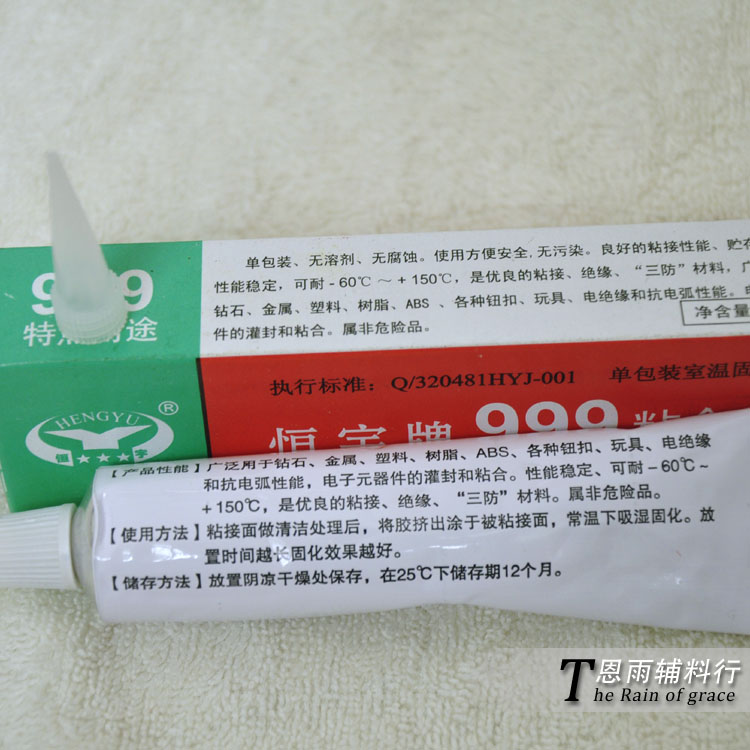 单包装、无溶剂、无腐蚀。使用方便安全,无污染。良好的粘接性能、贮存
性能稳定，可耐-60℃～+150℃，是优良的粘接、绝缘、“三防”材料，广
钻石、金属、塑料、树脂、ABS、各种钮扣、玩具、电绝缘和抗电弧性能。电
件的灌封和粘合。属非危险品。
净含量
999
特点用途
执行标准：Q/320481HYJ-001 单包装室温固
恒宇牌 999 粘合
HENGYU
®
恒★★★宇
【产品性能】广泛用于钻石、金属、塑料、树脂、ABS、各种钮扣、玩具、电绝缘
和抗电弧性能，电子元器件的灌封和粘合。性能稳定、可耐-60℃~
+150℃，是优良的粘接、绝缘、“三防”材料。属非危险品。
【使用方法】粘接面做清洁处理后，将胶挤出涂于被粘接面，常温下吸湿固化。放
置时间越长固化效果越好。
【储存方法】放置阴凉干燥处保存，在25℃下储存期12个月。
恩雨辅料行
The Rain of grace